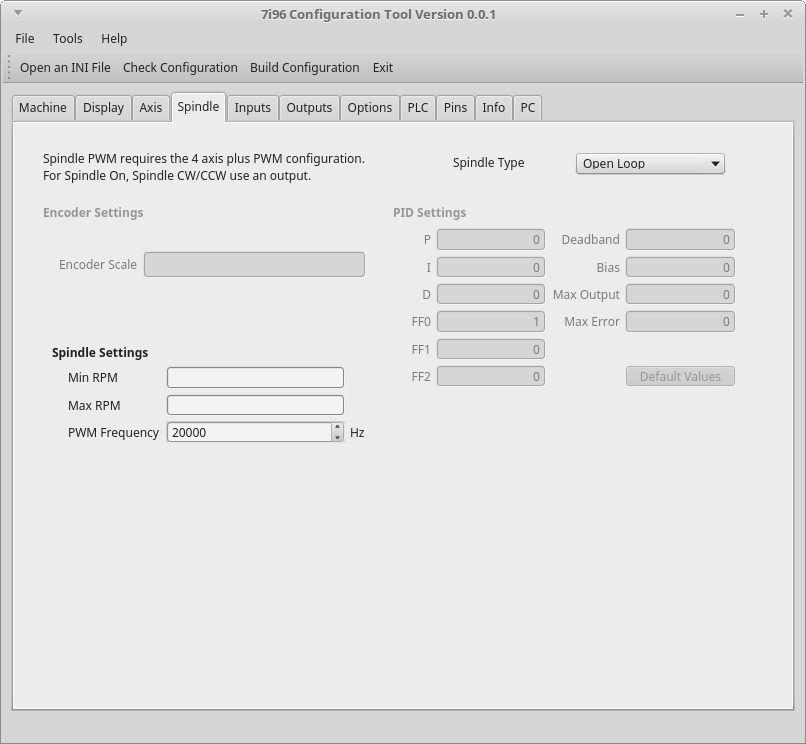 7i96 Configuration Tool Version 0.0.1
File Tools Help
Open an INI File Check Configuration Build Configuration Exit
Machine Display Axis Spindle Inputs Outputs Options PLC Pins Info PC
Spindle PWM requires the 4 axis plus PWM configuration.
For Spindle On, Spindle CW/CCW use an output.
Spindle Type Open Loop
Encoder Settings
Encoder Scale
PID Settings
P 0 Deadband 0
I 0 Bias 0
D 0 Max Output 0
FF0 1 Max Error 0
FF1 0
FF2 0 Default Values
Spindle Settings
Min RPM
Max RPM
PWM Frequency 20000 Hz